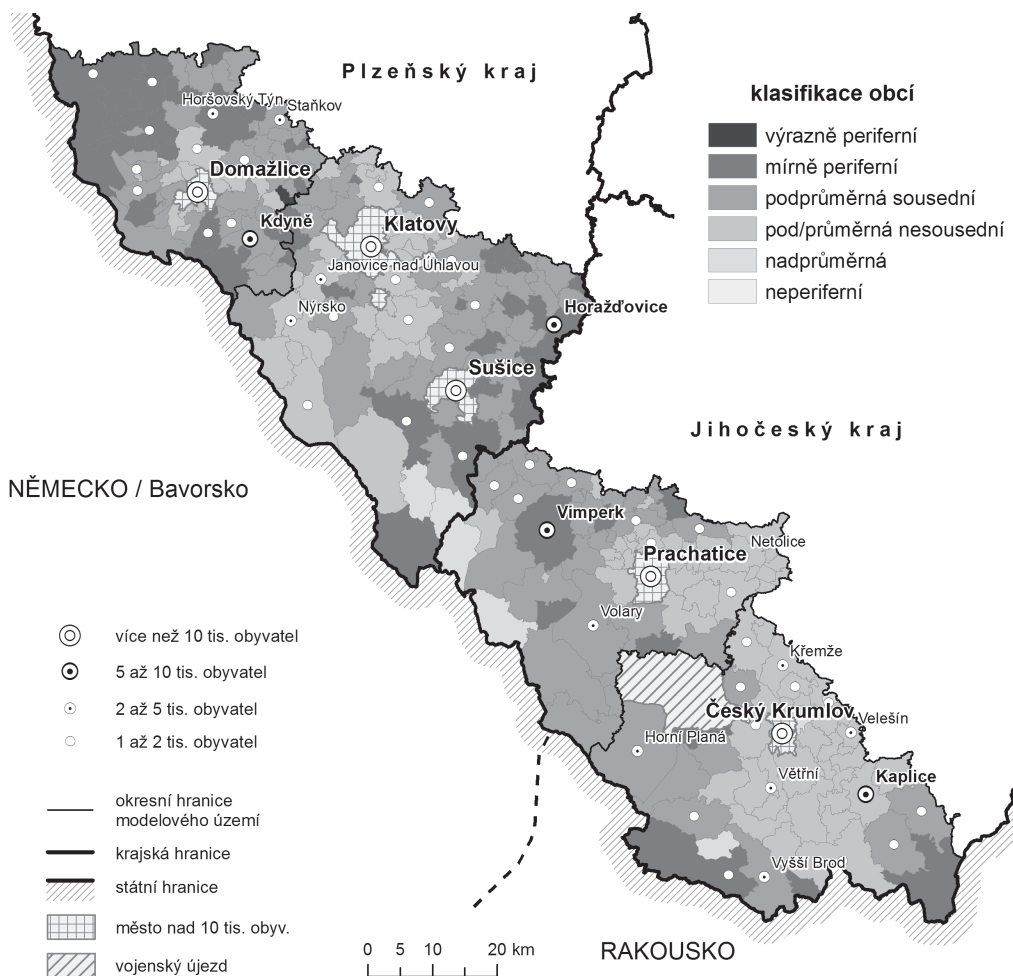 Plzeňský kraj
klasifikace obcí
výrazně periferní
mírně periferní
podprůměrná sousední
pod/průměrná nesousední
nadprůměrná
neperiferní
Horšovský Týn
Staňkov
Domažlice
Kdyně
Klatovy
Janovice nad Úhlavou
Nýrsko
Horažďovice
Sušice
Jihočeský kraj
NĚMECKO / Bavorsko
Vimperk
Prachatice
Netolice
Volary
Křemže
Český Krumlov
Velešín
Horní Planá
Větřní
Kaplice
Vyšší Brod
více než 10 tis. obyvatel
5 až 10 tis. obyvatel
2 až 5 tis. obyvatel
1 až 2 tis. obyvatel
okresní hranice
modelového území
krajská hranice
státní hranice
město nad 10 tis. obyv.
vojenský újezd
0 5 10 20 km
RAKOUSKO